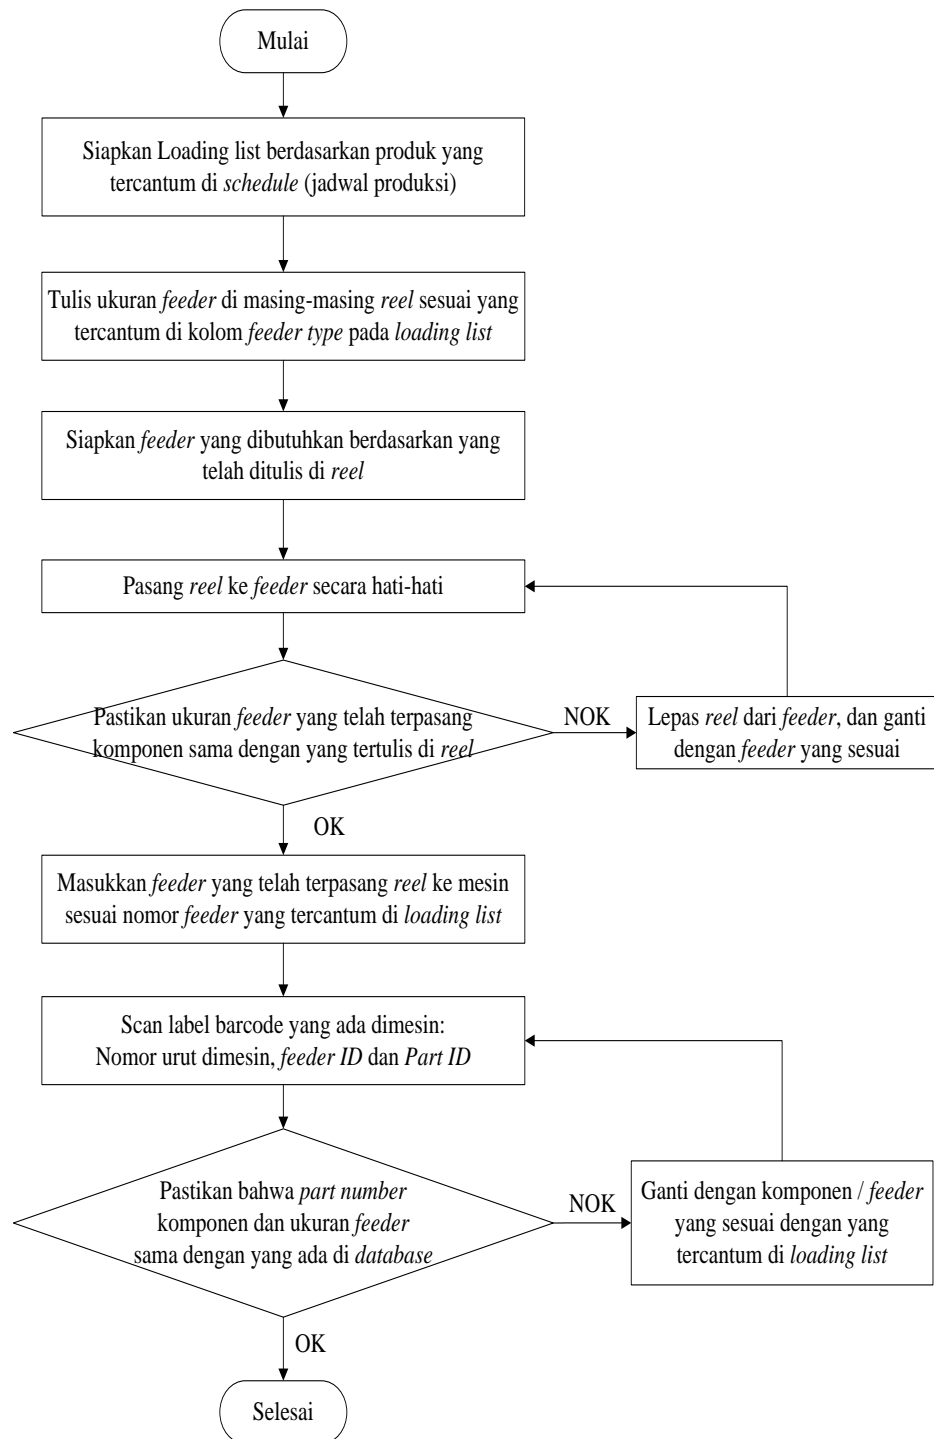 Mulai
Siapkan Loading list berdasarkan produk yang
tercantum di schedule (jadwal produksi)
Tulis ukuran feeder di masing-masing reel sesuai yang
tercantum di kolom feeder type pada loading list
Siapkan feeder yang dibutuhkan berdasarkan yang
telah ditulis di reel
Pasang reel ke feeder secara hati-hati
Pastikan ukuran feeder yang telah terpasang
komponen sama dengan yang tertulis di reel
NOK
Lepas reel dari feeder, dan ganti
dengan feeder yang sesuai
OK
Masukkan feeder yang telah terpasang reel ke mesin
sesuai nomor feeder yang tercantum di loading list
Scan label barcode yang ada dimesin:
Nomor urut dimesin, feeder ID dan Part ID
Pastikan bahwa part number
komponen dan ukuran feeder
sama dengan yang ada di database
NOK
Ganti dengan komponen / feeder
yang sesuai dengan yang
tercantum di loading list
OK
Selesai